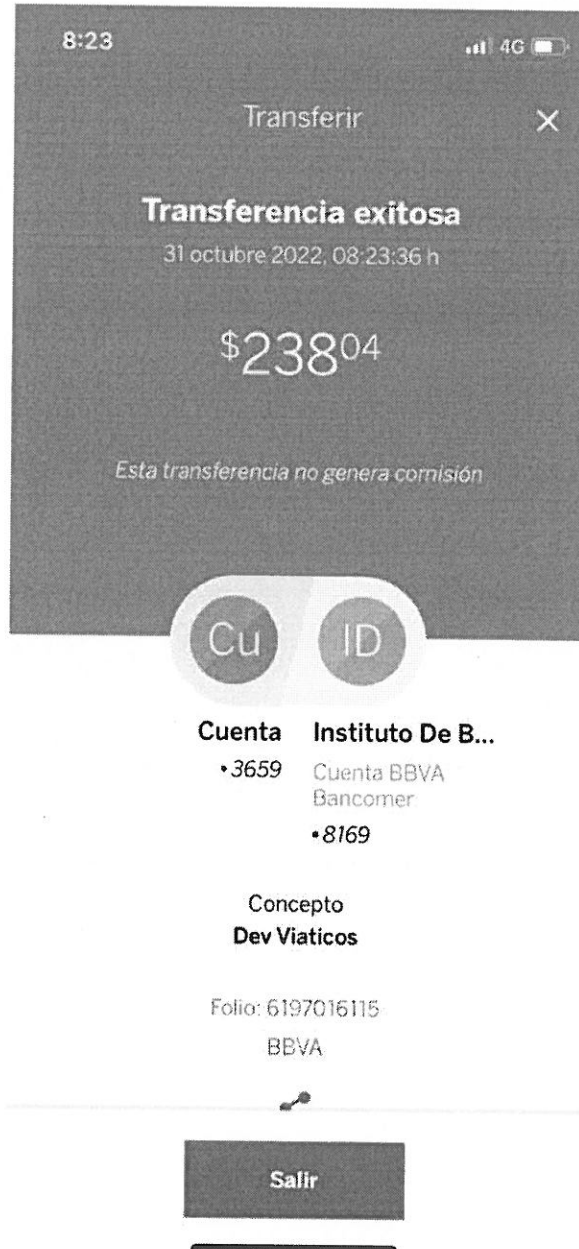 8:23
4G
Transferir
Transferencia exitosa
31 octubre 2022, 08:23:36 h
$23804
Esta transferencia no genera comisión
Cu ID
Cuenta Instituto De B...
•3659 Cuenta BBVA
Bancomer
•8169
Concepto
Dev Viaticos
Folio: 6197016115
BBVA
Salir